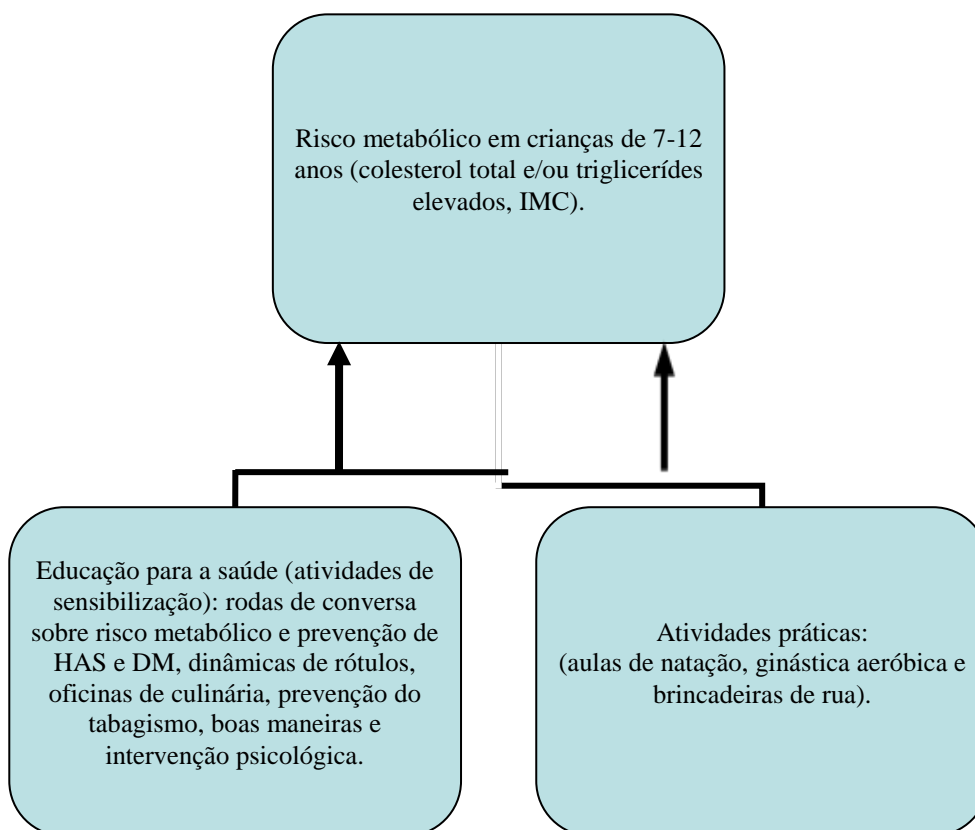 Risco metabólico em crianças de 7-12
anos (colesterol total e/ou triglicerídes
elevados, IMC).
Educação para a saúde (atividades de
sensibilização): rodas de conversa
sobre risco metabólico e prevenção de
HAS e DM, dinâmicas de rótulos,
oficinas de culinária, prevenção do
tabagismo, boas maneiras e
intervenção psicológica.
Atividades práticas:
(aulas de natação, ginástica aeróbica e
brincadeiras de rua).